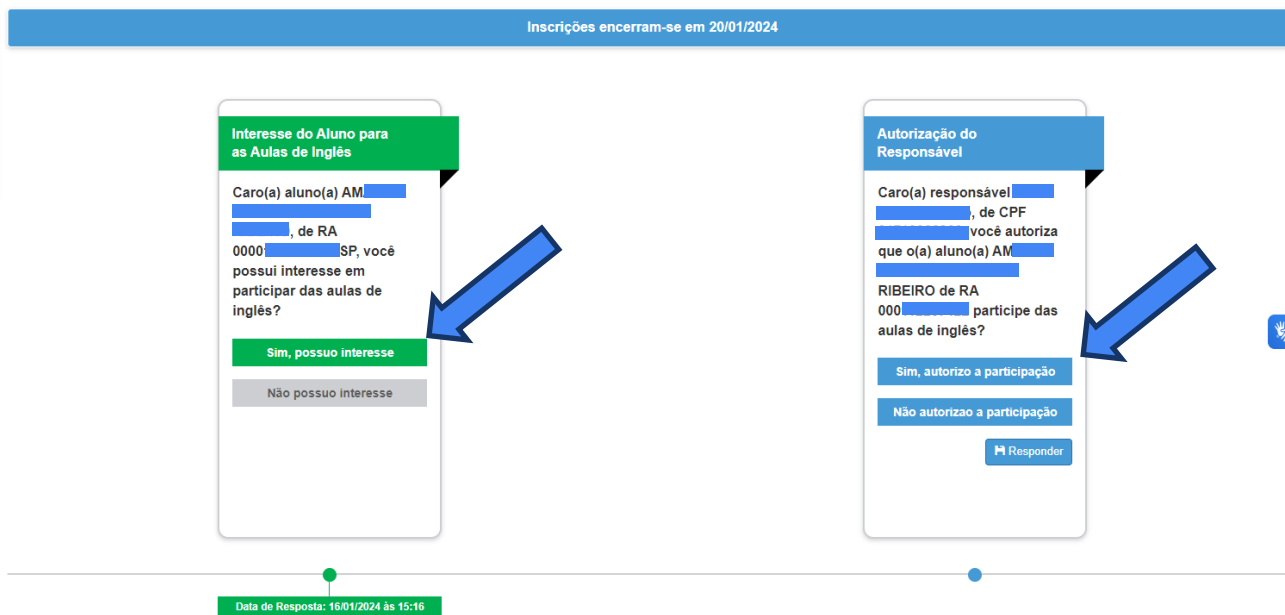 Inscrições encerram-se em 20/01/2024
Interesse do Aluno para
as Aulas de Inglês
Caro(a) aluno(a) AM
, de RA
0000 SP, você
possui interesse em
participar das aulas de
inglês?
Sim, possuo interesse
Não possuo interesse
Data de Resposta: 16/01/2024 às 15:16
Autorização do
Responsável
Caro(a) responsável
, de CPF
você autoriza
que o(a) aluno(a) AM
RIBEIRO de RA
000 participe das
aulas de inglês?
Sim, autorizo a participação
Não autorizao a participação
Responder